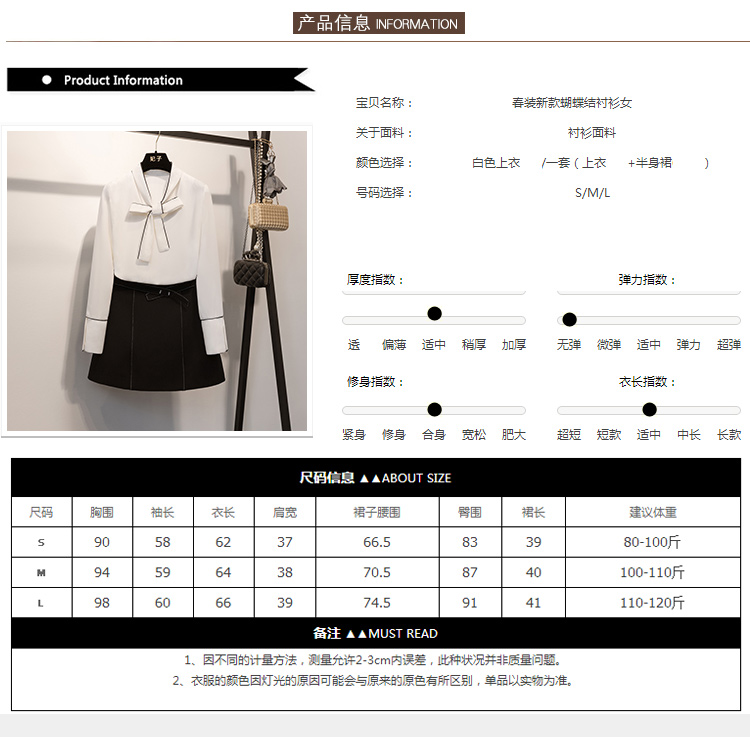 产品信息 INFORMATION
Product Information
宝贝名称： 春装新款蝴蝶结衬衫女
关于面料： 衬衫面料
颜色选择： 白色上衣 /一套（上衣 +半身裙 ）
号码选择： S/M/L
妃子
厚度指数： 弹力指数：
透 偏薄 适中 稍厚 加厚 无弹 微弹 适中 弹力 超弹
修身指数： 衣长指数：
紧身 修身 合身 宽松 肥大 超短 短款 适中 中长 长款
尺码信息 ▲▲ABOUT SIZE
尺码 胸围 袖长 衣长 肩宽 裙子腰围 臀围 裙长 建议体重
S 90 58 62 37 66.5 83 39 80-100斤
M 94 59 64 38 70.5 87 40 100-110斤
L 98 60 66 39 74.5 91 41 110-120斤
备注 ▲▲MUST READ
1、因不同的计量方法，测量允许2-3cm内误差，此种状况并非质量问题。
2、衣服的颜色因灯光的原因可能会与原来的原色有所区别，单品以实物为准。